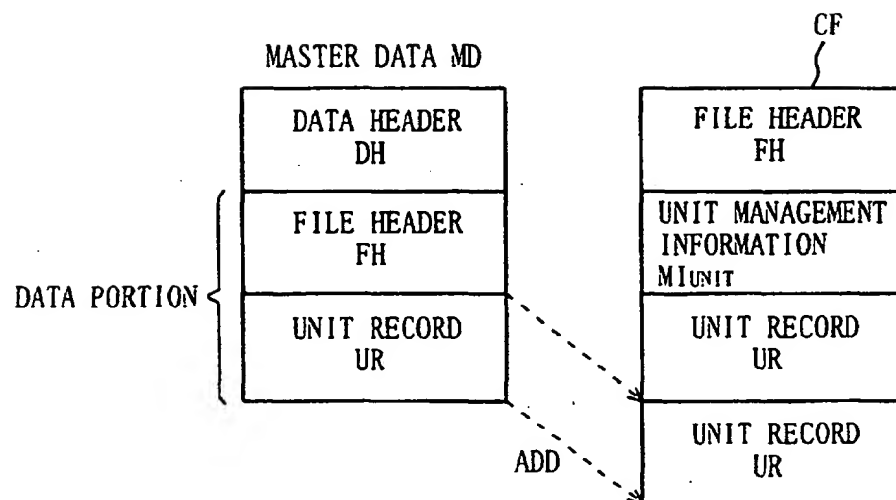 CF
MASTER DATA MD
DATA HEADER
DH
FILE HEADER
FH
UNIT RECORD
UR
DATA PORTION
FILE HEADER
FH
UNIT MANAGEMENT
INFORMATION
MIUNIT
UNIT RECORD
UR
UNIT RECORD
UR
ADD